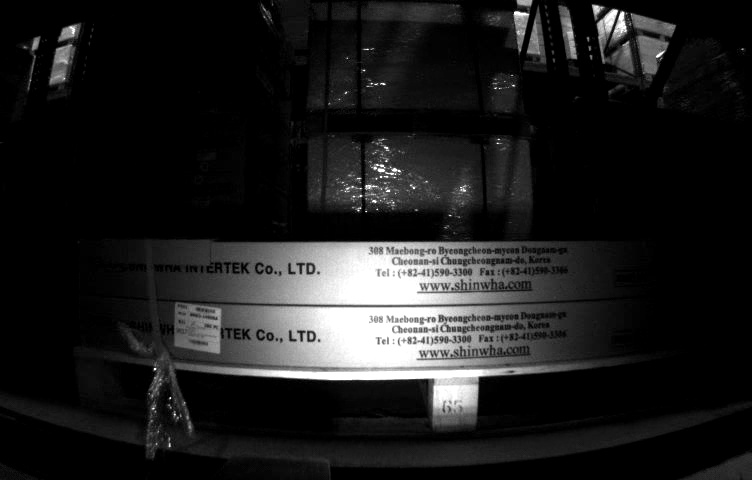 SHINWHA INTERTEK Co., LTD.
308 Maebong-ro Byeongcheon-myeon Dongnam-gu
Cheonan-si Chungcheongnam-do, Korea
Tel : (+82-41)590-3300 Fax : (+82-41)590-3306
www.shinwha.com
TEK Co., LTD.
308 Maebong-ro Byeongcheon-myeon Dongnam-gu
Cheonan-si Chungcheongnam-do, Korea
Tel : (+82-41)590-3300 Fax : (+82-41)590-3306
www.shinwha.com
65